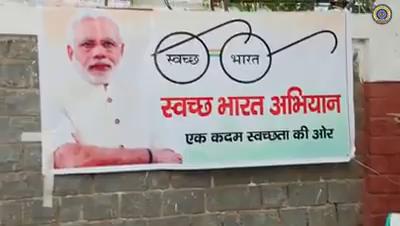 स्वच्छ भारत
स्वच्छ भारत अभियान
एक कदम स्वच्छता की ओर